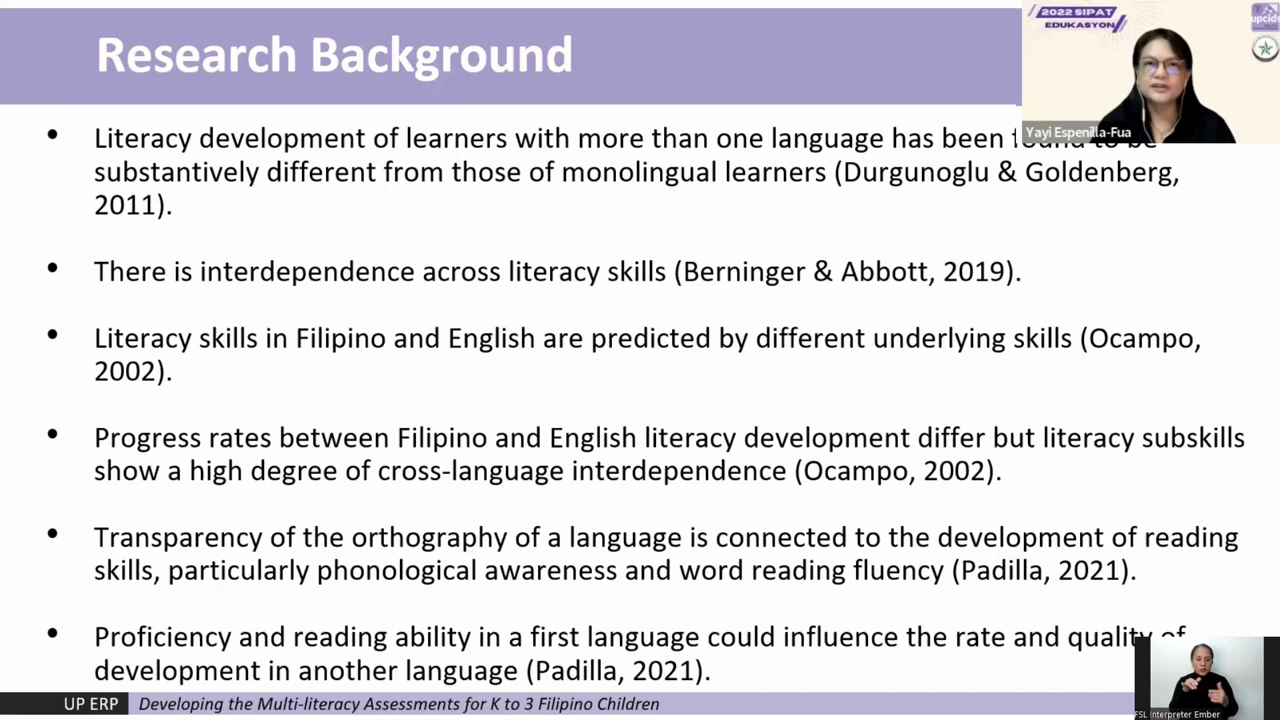 Research Background
2022 SIPAT
EDUKASYON
upcids
Yayi Espenilla-Fua
• Literacy development of learners with more than one language has been found to be
substantively different from those of monolingual learners (Durgunoglu & Goldenberg,
2011).
• There is interdependence across literacy skills (Berninger & Abbott, 2019).
• Literacy skills in Filipino and English are predicted by different underlying skills (Ocampo,
2002).
• Progress rates between Filipino and English literacy development differ but literacy subskills
show a high degree of cross-language interdependence (Ocampo, 2002).
• Transparency of the orthography of a language is connected to the development of reading
skills, particularly phonological awareness and word reading fluency (Padilla, 2021).
• Proficiency and reading ability in a first language could influence the rate and quality of
development in another language (Padilla, 2021).
FSL Interpreter Ember
UP ERP
Developing the Multi-literacy Assessments for K to 3 Filipino Children